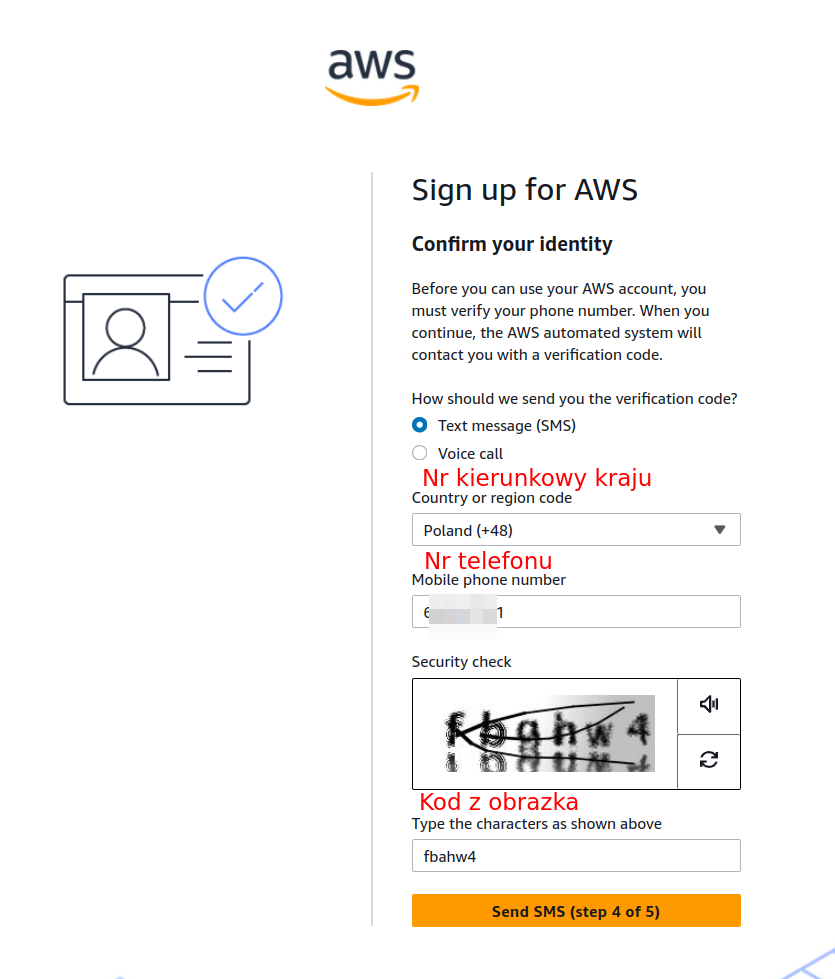 aws
Sign up for AWS
Confirm your identity
Before you can use your AWS account, you
must verify your phone number. When you
continue, the AWS automated system will
contact you with a verification code.
How should we send you the verification code?
Text message (SMS)
Voice call
Nr kierunkowy kraju
Country or region code
Poland (+48)
Nr telefonu
Mobile phone number
6 1
Security check
Kod z obrazka
Type the characters as shown above
fbahw4
Send SMS (step 4 of 5)